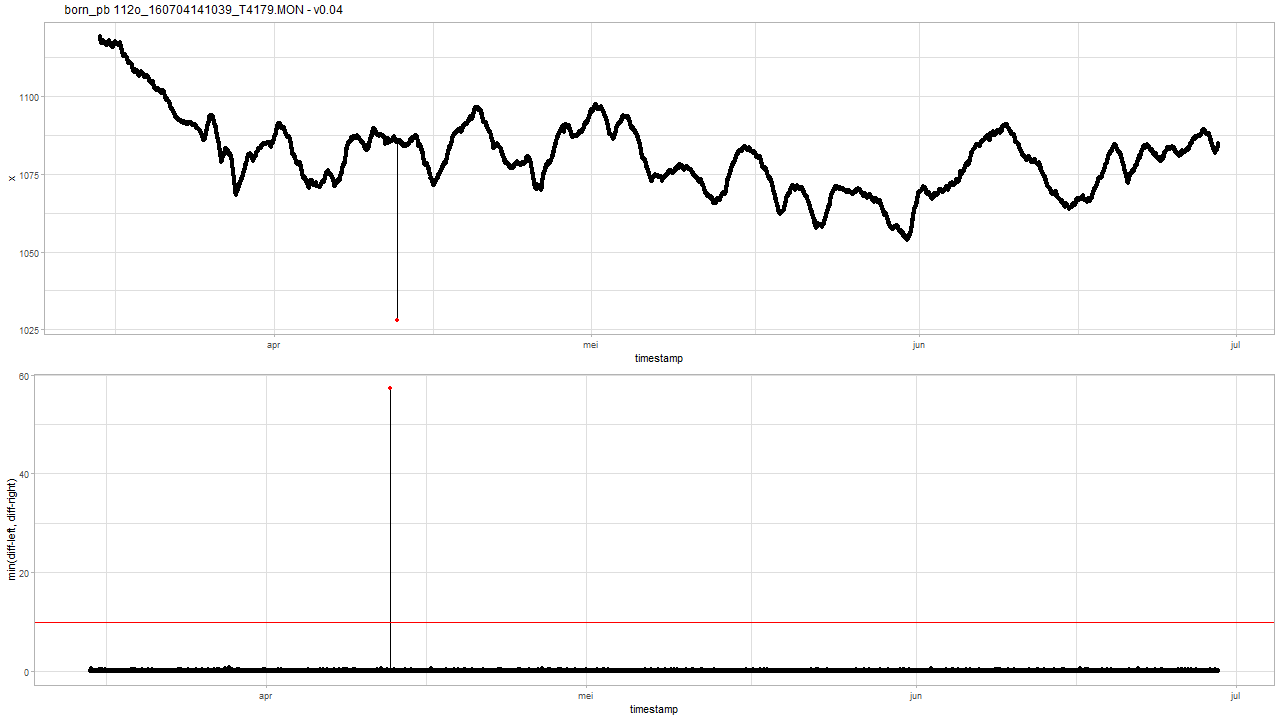 born_pb 112o_160704141039_T4179.MON - v0.04
1100
1075
1050
1025
x
apr
mei
jun
jul
timestamp
60
40
20
0
min(diff-left, diff-right)
apr
mei
jun
jul
timestamp